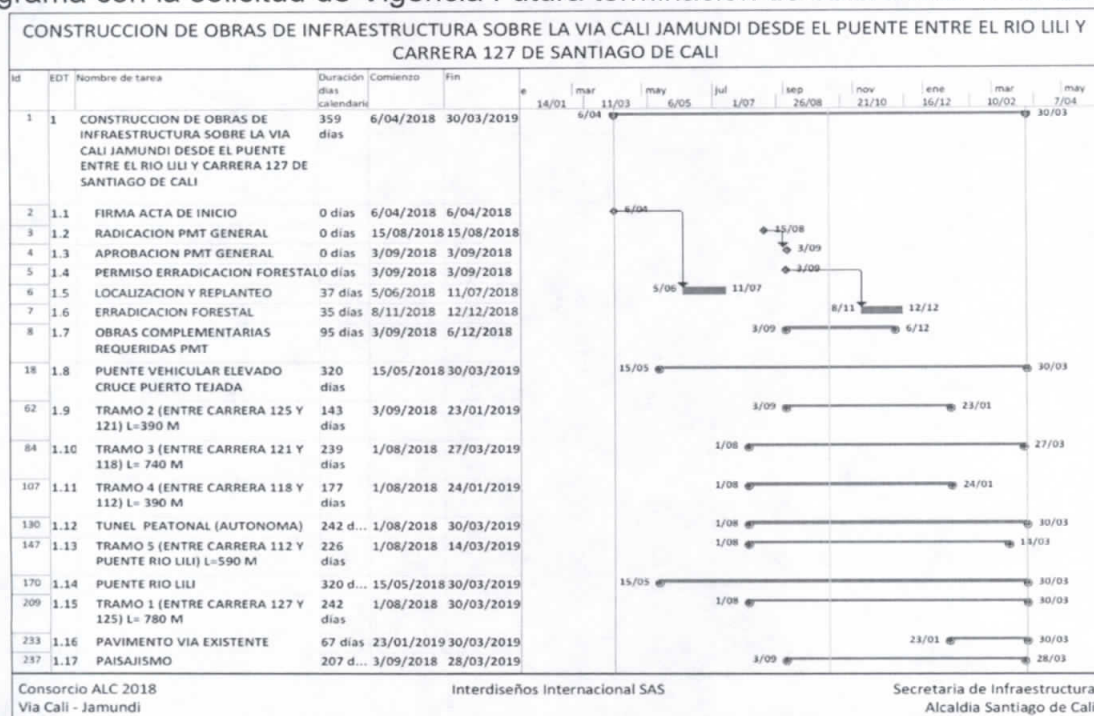 grama con la solicitud de Vigencia Futura terminación
CONSTRUCCION DE OBRAS DE INFRAESTRUCTURA SOBRE LA VIA CALI JAMUNDI DESDE EL PUENTE ENTRE EL RIO LILI Y
CARRERA 127 DE SANTIAGO DE CALI
Id EDT Nombre de tarea Duración dias calendario Comienzo Fin
e mar may jul sep nov ene mar may
14/01 11/03 6/05 1/07 26/08 21/10 16/12 10/02 7/04
1 1 CONSTRUCCION DE OBRAS DE 359 6/04/2018 30/03/2019 6/04 30/03
INFRAESTRUCTURA SOBRE LA VIA días
CALI JAMUNDI DESDE EL PUENTE
ENTRE EL RIO LILI Y CARRERA 127 DE
SANTIAGO DE CALI
2 1.1 FIRMA ACTA DE INICIO 0 días 6/04/2018 6/04/2018 6/04
3 1.2 RADICACION PMT GENERAL 0 días 15/08/2018 15/08/2018 15/08
4 1.3 APROBACION PMT GENERAL 0 días 3/09/2018 3/09/2018 3/09
5 1.4 PERMISO ERRADICACION FORESTAL 0 días 3/09/2018 3/09/2018 3/09
6 1.5 LOCALIZACION Y REPLANTEO 37 días 5/06/2018 11/07/2018 5/06 11/07
7 1.6 ERRADICACION FORESTAL 35 días 8/11/2018 12/12/2018 8/11 12/12
8 1.7 OBRAS COMPLEMENTARIAS 95 días 3/09/2018 6/12/2018 3/09 6/12
REQUERIDAS PMT
18 1.8 PUENTE VEHICULAR ELEVADO 320 15/05/2018 30/03/2019 15/05 30/03
CRUCE PUERTO TEJADA días
62 1.9 TRAMO 2 (ENTRE CARRERA 125 Y 143 3/09/2018 23/01/2019 3/09 23/01
121) L=390 M días
84 1.10 TRAMO 3 (ENTRE CARRERA 121 Y 239 1/08/2018 27/03/2019 1/08 27/03
118) L= 740 M días
107 1.11 TRAMO 4 (ENTRE CARRERA 118 Y 177 1/08/2018 24/01/2019 1/08 24/01
112) L= 390 M días
130 1.12 TUNEL PEATONAL (AUTONOMA) 242 d... 1/08/2018 30/03/2019 1/08 30/03
147 1.13 TRAMO 5 (ENTRE CARRERA 112 Y 226 1/08/2018 14/03/2019 1/08 14/03
PUENTE RIO LILI) L=590 M días
170 1.14 PUENTE RIO LILI 320 d... 15/05/2018 30/03/2019 15/05 30/03
209 1.15 TRAMO 1 (ENTRE CARRERA 127 Y 242 1/08/2018 30/03/2019 1/08 30/03
125) L= 780 M días
233 1.16 PAVIMENTO VIA EXISTENTE 67 días 23/01/2019 30/03/2019 23/01 30/03
237 1.17 PAISAJISMO 207 d... 3/09/2018 28/03/2019 3/09 28/03
Consorcio ALC 2018 Interdiseños Internacional SAS Secretaria de Infraestructura
Via Cali - Jamundi Alcaldia Santiago de Cali